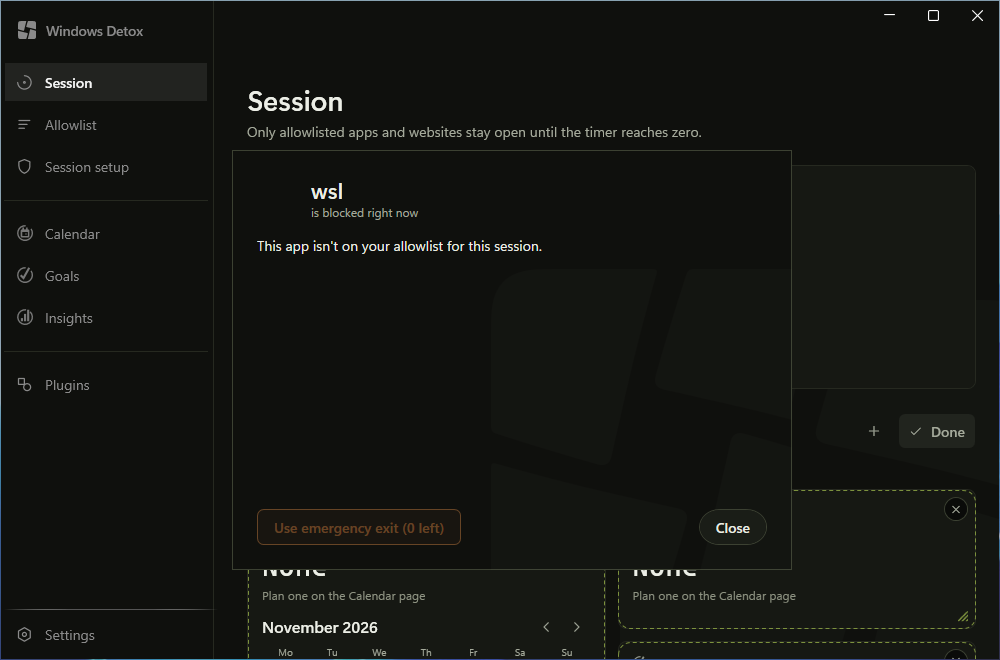 Windows Detox
Session
Allowlist
Session setup
Calendar
Goals
Insights
Plugins
Settings
Session
Only allowlisted apps and websites stay open until the timer reaches zero.
wsl
is blocked right now
This app isn't on your allowlist for this session.
Use emergency exit (0 left)
Close
Done
None
Plan one on the Calendar page
November 2026
Mo Tu We Th Fr Sa Su
None
Plan one on the Calendar page